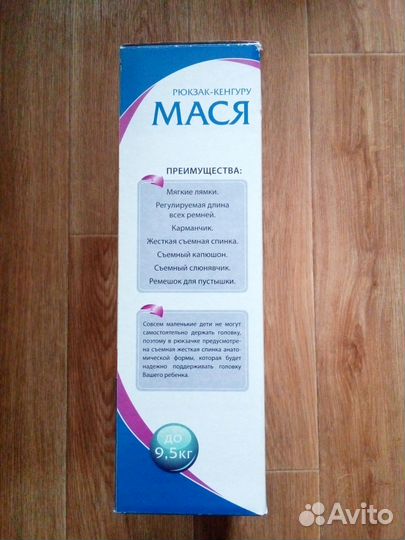 РЮКЗАК-КЕНГУРУ
МАСЯ
ПРЕИМУЩЕСТВА:
Мягкие лямки.
Регулируемая длина
всех ремней.
Карманчик.
Жесткая съемная спинка.
Съемный капюшон.
Съемный слюнявчик.
Ремешок для пустышки.
Совсем маленькие дети не могут
самостоятельно держать головку,
поэтому в рюкзачке предусмотре-
на съемная жесткая спинка анато-
мической формы, которая будет
надежно поддерживать головку
Вашего ребенка.
ДО
9,5кг
Avito